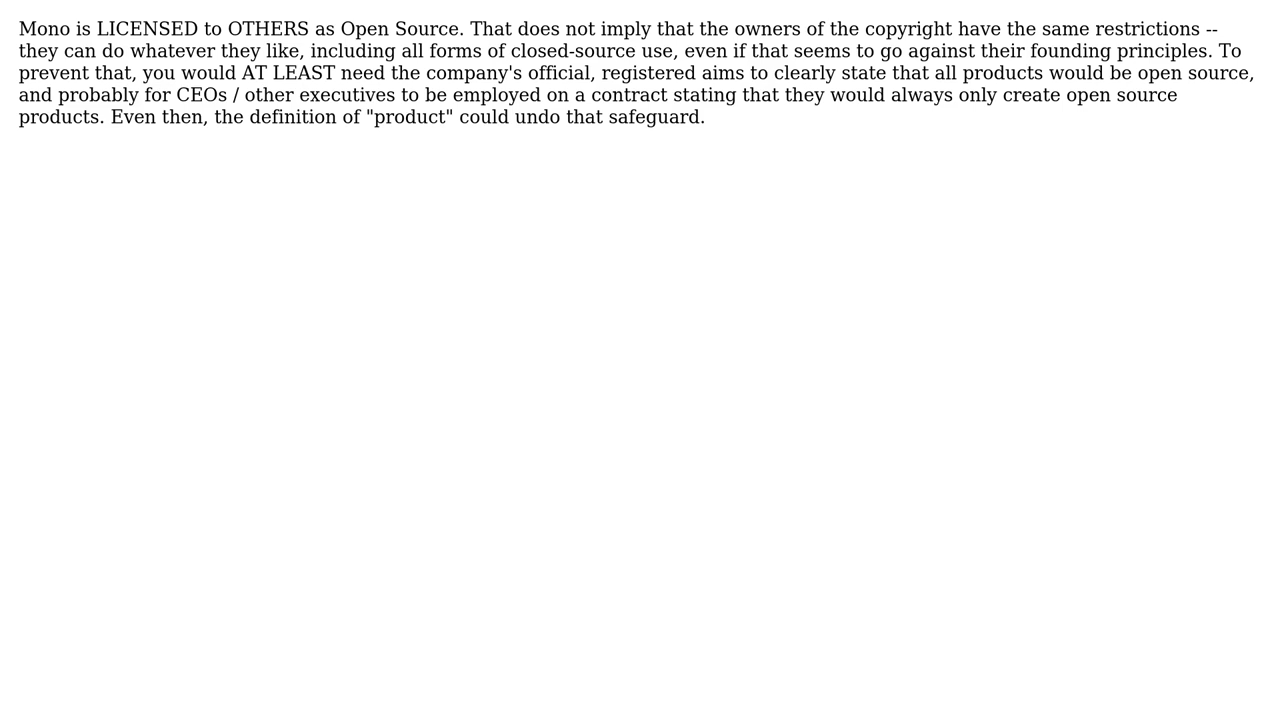 Mono is LICENSED to OTHERS as Open Source. That does not imply that the owners of the copyright have the same restrictions --
they can do whatever they like, including all forms of closed-source use, even if that seems to go against their founding principles. To
prevent that, you would AT LEAST need the company's official, registered aims to clearly state that all products would be open source,
and probably for CEOs / other executives to be employed on a contract stating that they would always only create open source
products. Even then, the definition of "product" could undo that safeguard.